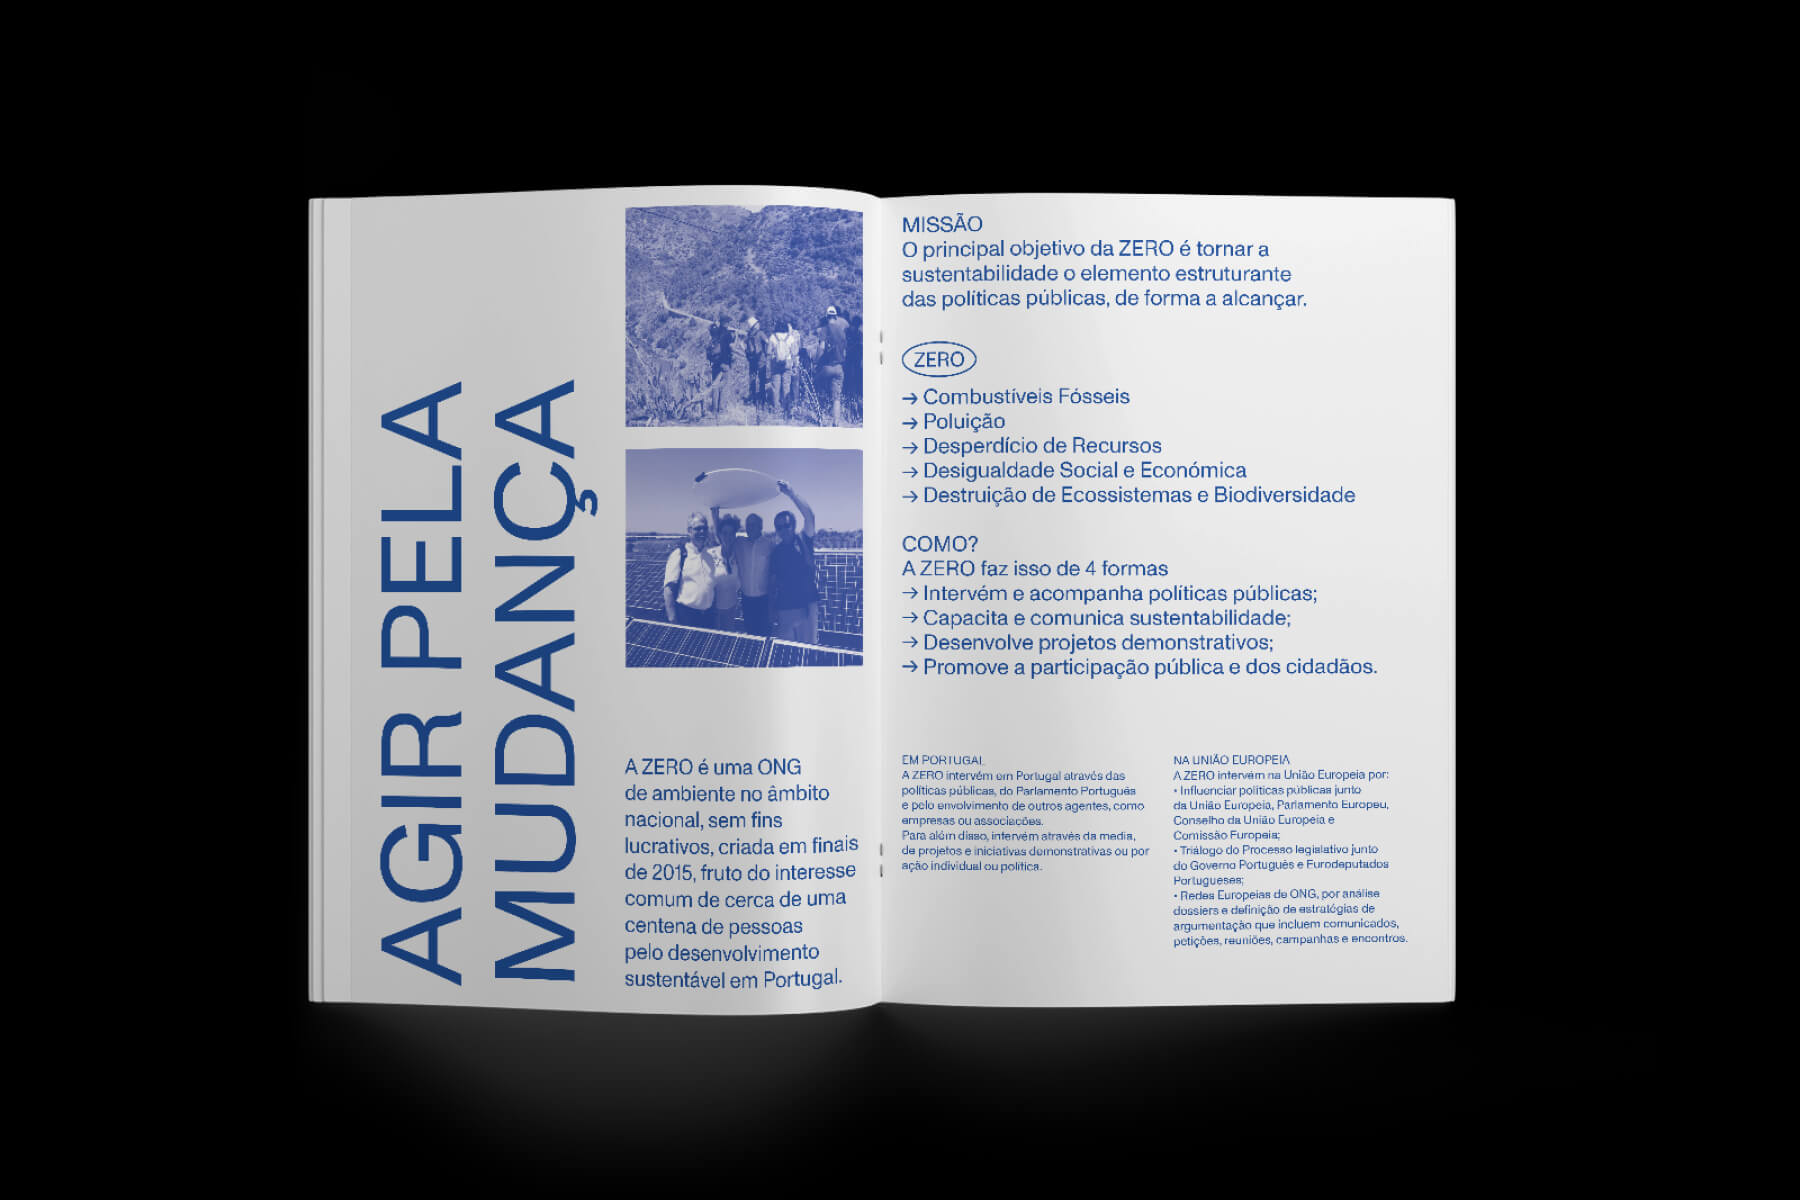 AGIR PELA
MUDANÇA
A ZERO é uma ONG
de ambiente no âmbito
nacional, sem fins
lucrativos, criada em finais
de 2015, fruto do interesse
comum de cerca de uma
centena de pessoas
pelo desenvolvimento
sustentável em Portugal.
MISSÃO
O principal objetivo da ZERO é tornar a
sustentabilidade o elemento estruturante
das políticas públicas, de forma a alcançar.
ZERO
→ Combustíveis Fósseis
→ Poluição
→ Desperdício de Recursos
→ Desigualdade Social e Económica
→ Destruição de Ecossistemas e Biodiversidade
COMO?
A ZERO faz isso de 4 formas
→ Intervém e acompanha políticas públicas;
→ Capacita e comunica sustentabilidade;
→ Desenvolve projetos demonstrativos;
→ Promove a participação pública e dos cidadãos.
EM PORTUGAL
A ZERO intervém em Portugal através das
políticas públicas, do Parlamento Português
e pelo envolvimento de outros agentes, como
empresas ou associações.
Para além disso, intervém através da media,
de projetos e iniciativas demonstrativas ou por
ação individual ou política.
NA UNIÃO EUROPEIA
A ZERO intervém na União Europeia por:
• Influenciar políticas públicas junto
da União Europeia, Parlamento Europeu,
Conselho da União Europeia e
Comissão Europeia;
• Triálogo do Processo legislativo junto
do Governo Português e Eurodeputados
Portugueses;
• Redes Europeias de ONG, por análise
dossiers e definição de estratégias de
argumentação que incluem comunicados,
petições, reuniões, campanhas e encontros.